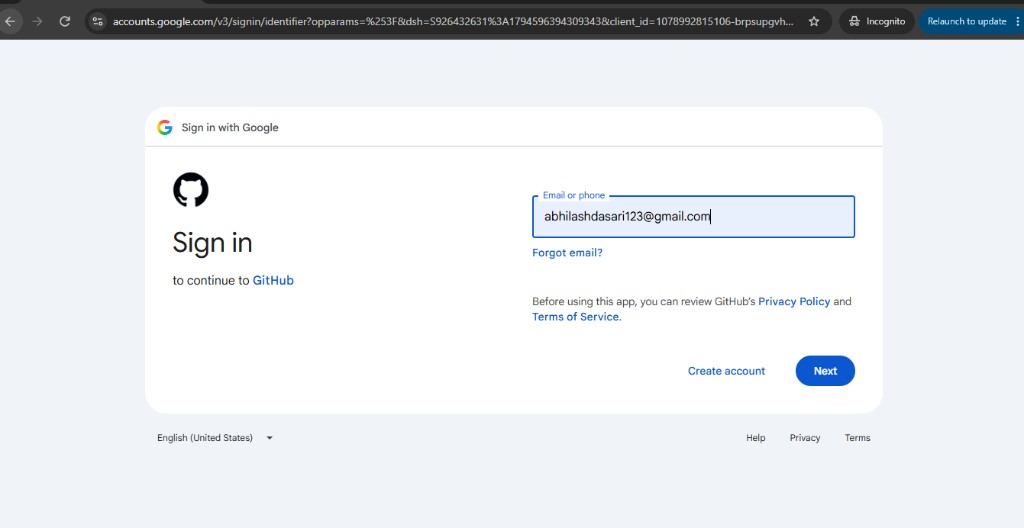 accounts.google.com/v3/signin/identifier?opparams=%253F&dsh=S926432631%3A1794596394309343&client_id=1078992815106-brpsupgvh...
Incognito
Relaunch to update
Sign in with Google
Sign in
to continue to GitHub
Email or phone
abhilashdasari123@gmail.com
Forgot email?
Before using this app, you can review GitHub's Privacy Policy and
Terms of Service.
Create account
Next
English (United States)
Help
Privacy
Terms